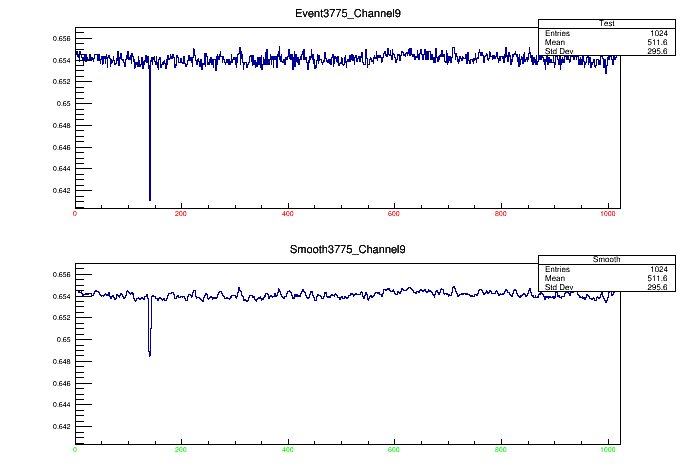 Event3775_Channel9
Test
Entries 1024
Mean 511.6
Std Dev 295.6
0.656
0.654
0.652
0.65
0.648
0.646
0.644
0.642
0 200 400 600 800 1000
Smooth3775_Channel9
Smooth
Entries 1024
Mean 511.6
Std Dev 295.6
0.656
0.654
0.652
0.65
0.648
0.646
0.644
0.642
0 200 400 600 800 1000